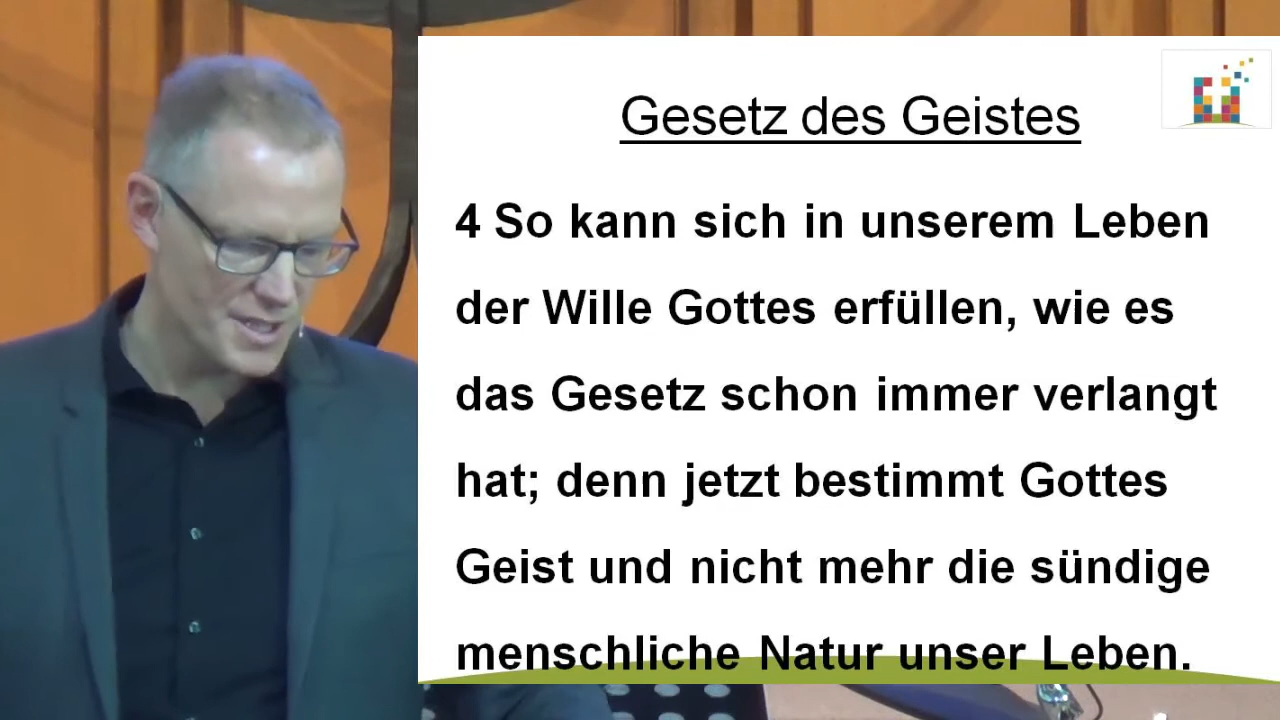 Gesetz des Geistes
4 So kann sich in unserem Leben
der Wille Gottes erfüllen, wie es
das Gesetz schon immer verlangt
hat; denn jetzt bestimmt Gottes
Geist und nicht mehr die sündige
menschliche Natur unser Leben.